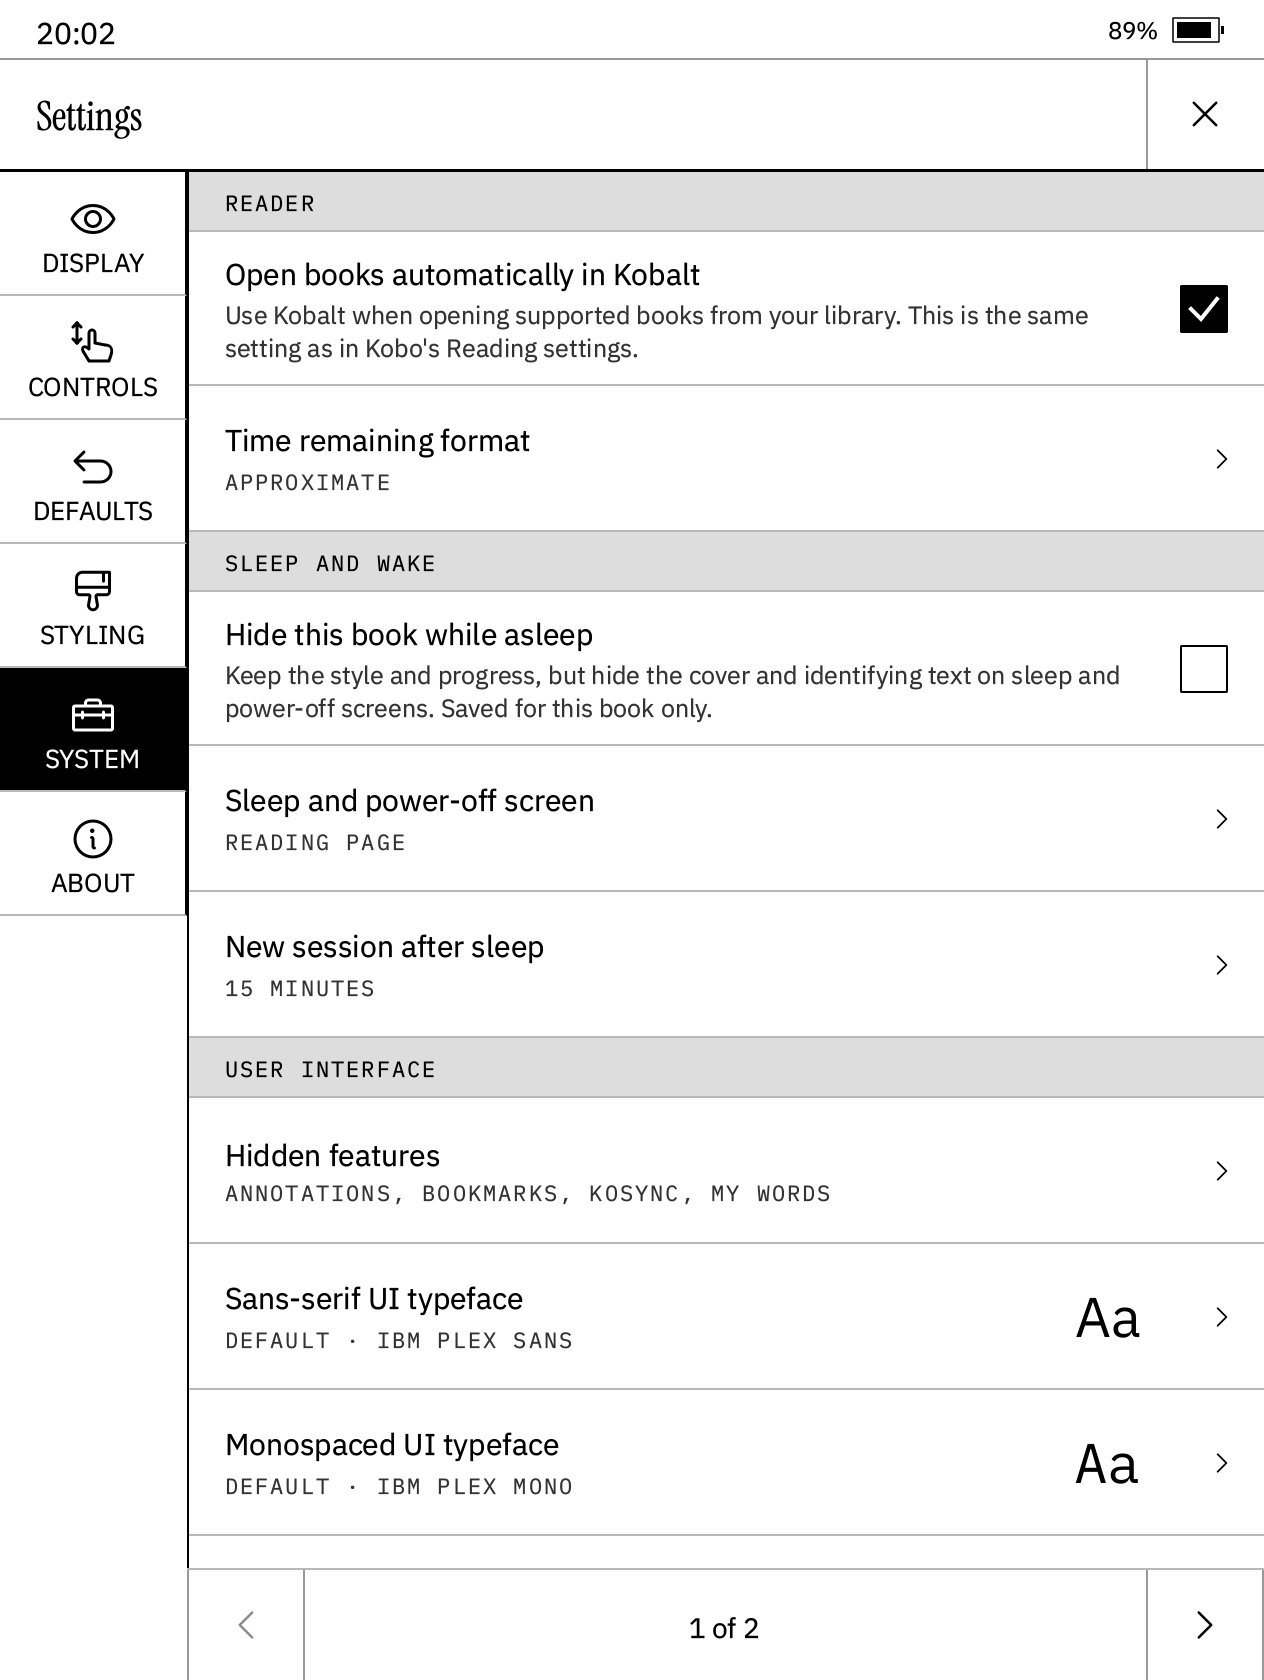 20:02
89%
Settings
DISPLAY
CONTROLS
DEFAULTS
STYLING
SYSTEM
ABOUT
READER
Open books automatically in Kobalt
Use Kobalt when opening supported books from your library. This is the same
setting as in Kobo's Reading settings.
Time remaining format
APPROXIMATE
SLEEP AND WAKE
Hide this book while asleep
Keep the style and progress, but hide the cover and identifying text on sleep and
power-off screens. Saved for this book only.
Sleep and power-off screen
READING PAGE
New session after sleep
15 MINUTES
USER INTERFACE
Hidden features
ANNOTATIONS, BOOKMARKS, KOSYNC, MY WORDS
Sans-serif UI typeface
DEFAULT · IBM PLEX SANS
Aa
Monospaced UI typeface
DEFAULT · IBM PLEX MONO
Aa
1 of 2